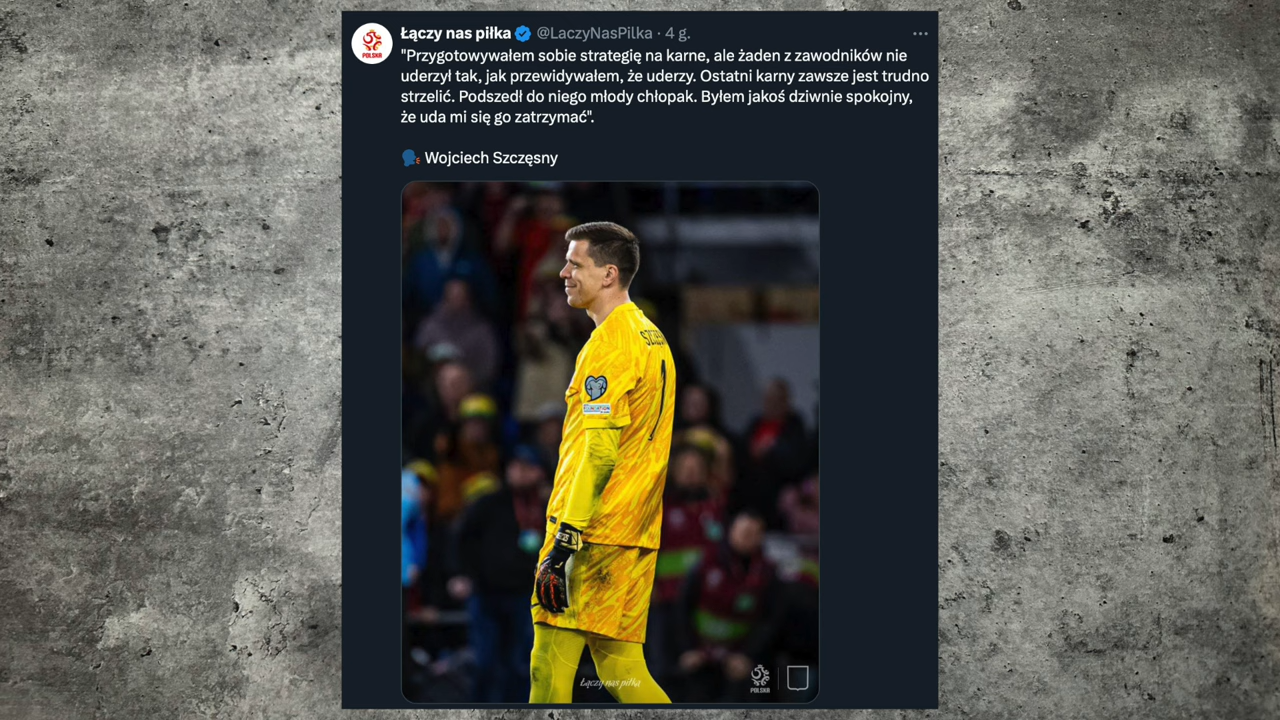 Łączy nas piłka @LaczyNasPilka · 4 g.
"Przygotowywałem sobie strategię na karne, ale żaden z zawodników nie
uderzył tak, jak przewidywałem, że uderzy. Ostatni karny zawsze jest trudno
strzelić. Podszedł do niego młody chłopak. Byłem jakoś dziwnie spokojny,
że uda mi się go zatrzymać".
Wojciech Szczęsny
POLSKA
1
Łączy nas piłka
POLSKA